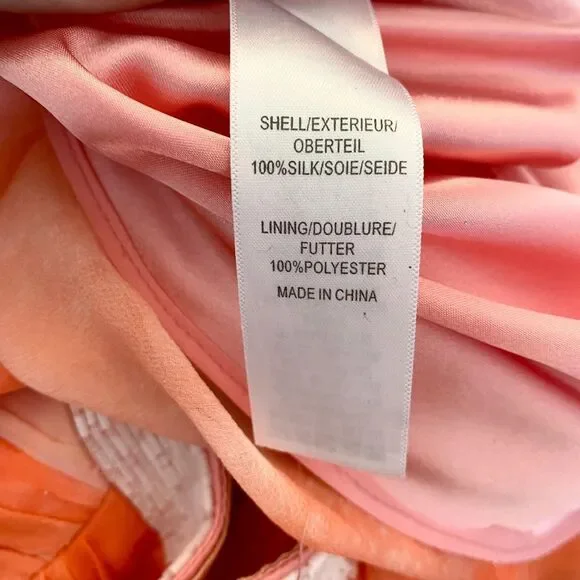 SHELL/EXTERIEUR/
OBERTEIL
100%SILK/SOIE/SEIDE
LINING/DOUBLURE/
FUTTER
100%POLYESTER
MADE IN CHINA